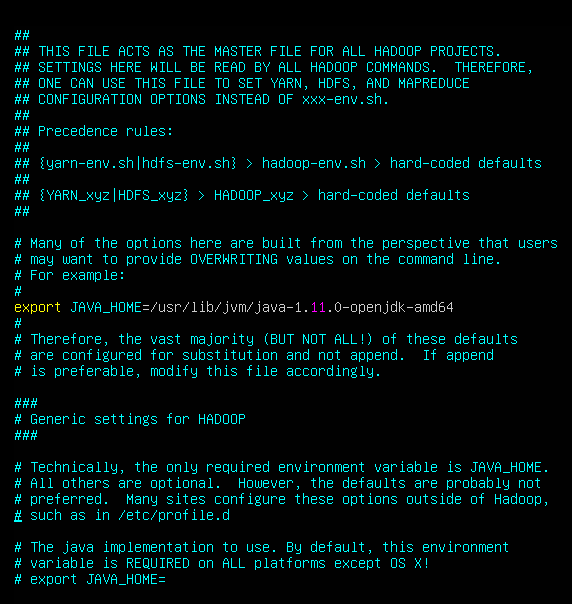 ##
## THIS FILE ACTS AS THE MASTER FILE FOR ALL HADOOP PROJECTS.
## SETTINGS HERE WILL BE READ BY ALL HADOOP COMMANDS.  THEREFORE,
## ONE CAN USE THIS FILE TO SET YARN, HDFS, AND MAPREDUCE
## CONFIGURATION OPTIONS INSTEAD OF xxx-env.sh.
##
## Precedence rules:
##
## {yarn-env.sh|hdfs-env.sh} > hadoop-env.sh > hard-coded defaults
##
## {YARN_xyz|HDFS_xyz} > HADOOP_xyz > hard-coded defaults
##
# Many of the options here are built from the perspective that users
# may want to provide OVERWRITING values on the command line.
# For example:
#
export JAVA_HOME=/usr/lib/jvm/java-1.11.0-openjdk-amd64
#
# Therefore, the vast majority (BUT NOT ALL!) of these defaults
# are configured for substitution and not append.  If append
# is preferable, modify this file accordingly.
###
# Generic settings for HADOOP
###
# Technically, the only required environment variable is JAVA_HOME.
# All others are optional.  However, the defaults are probably not
# preferred.  Many sites configure these options outside of Hadoop,
# such as in /etc/profile.d
# The java implementation to use. By default, this environment
# variable is REQUIRED on ALL platforms except OS X!
# export JAVA_HOME=